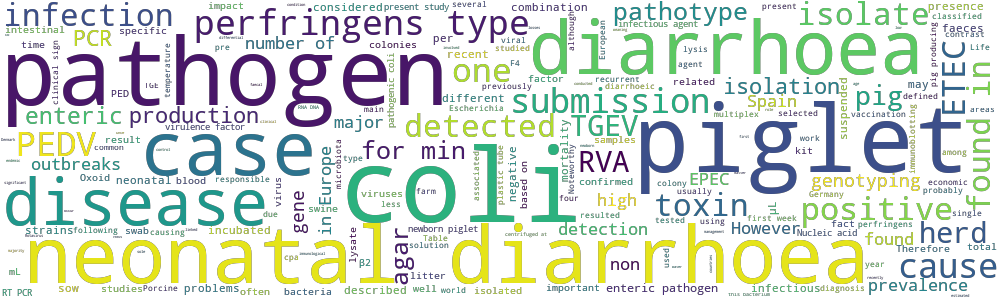 infection
impact
perfringens type
considered
present study
several
combination
although
pathotype
isolate
presence
classified
intestinal
PCR
specific
number of
colonies
per
viral
studied
European
infectious agent
present
faeces
contrast
time
recent
lysis
agent
Life
pathogen
diarrhoea
clinical sign
PED
pre
temperature
IGE
pathogenic coli
one
F4
previously
factor
recurrent
diarrhoeic
related
isolation
may
defined
pig producing
ETEC
found in
enteric
production
RNA DNA
main
different
Escherichia
submission
Spain
multiplex
selected
pig
vaccination
areas
virulence factor
major
detected
TGEV
mortality
samples
work
kit
suspended
immunoblotting
among
PEDV
common
result
case
for min
outbreaks
Oxoid
neonatal
blood
responsible
in Europe
microbiota
type
viruses
less
farm
coli
associated
plastic tube
negative
based on
Noteworthy
RVA
confirmed
colony
EPEC
usually
piglet
genotyping
Germany
economic
probably
disease
gene
virus
swine
due
four
high
toxin
positive
single
strains
following
swab
causing
incubated
newborn piglet
resulted
tested
using
first week
µL
fact
perfringens
Nucleic acid
herd
detection
However
found
Therefore
total
neonatal diarrhoea
cause
mL
cpa
β2
lysate
agar
solution
Table
centrifuged at
litter
non
used
year
RT PCR
sow
studies
Porcine
problems
often
bacteria
described
well
world
isolated
important
enteric pathogen
this bacterium
infectious
diagnosis
prevalence